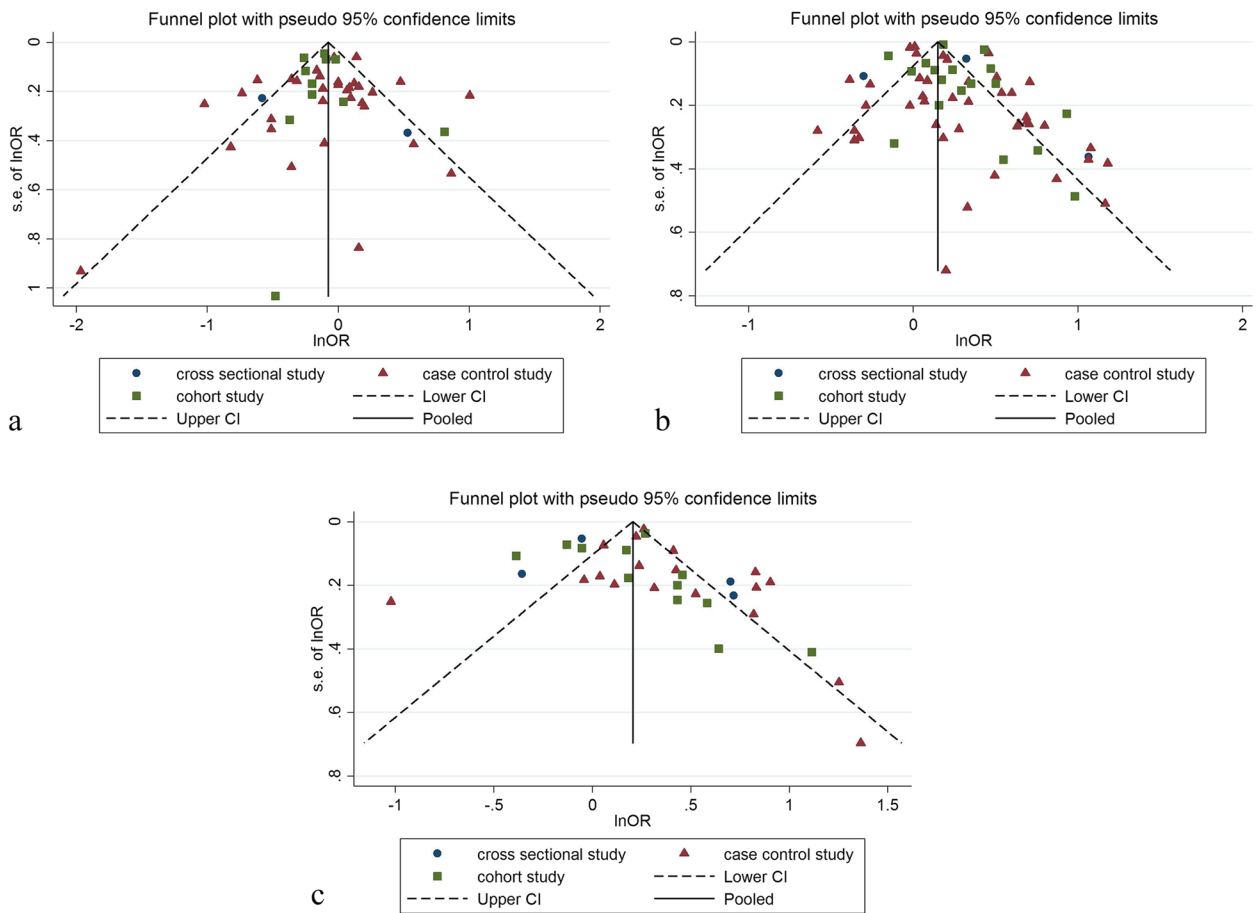 Funnel plot with pseudo 95% confidence limits
0
.2
.4
.6
.8
1
s.e. of lnOR
-2 -1 0 1 2
lnOR
cross sectional study case control study
cohort study Lower CI
Upper CI Pooled
a
Funnel plot with pseudo 95% confidence limits
0
.2
.4
.6
.8
s.e. of lnOR
-1 0 1 2
lnOR
cross sectional study case control study
cohort study Lower CI
Upper CI Pooled
b
Funnel plot with pseudo 95% confidence limits
0
.2
.4
.6
.8
s.e. of lnOR
-1 -.5 0 .5 1 1.5
lnOR
cross sectional study case control study
cohort study Lower CI
Upper CI Pooled
c